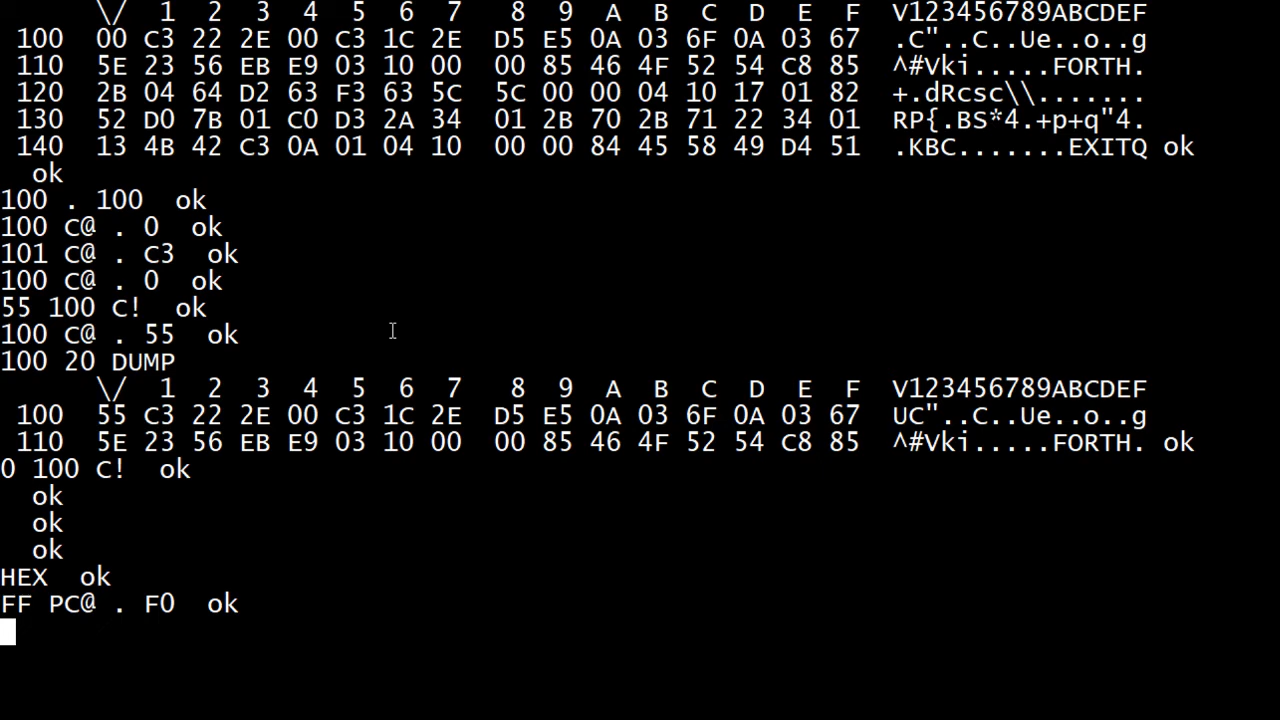 \/ 1 2 3 4 5 6 7 8 9 A B C D E F V123456789ABCDEF
100 00 C3 22 2E 00 C3 1C 2E D5 E5 0A 03 6F 0A 03 67 .C"..C..Ue..o..g
110 5E 23 56 EB E9 03 10 00 00 85 46 4F 52 54 C8 85 ^#Vki.....FORTH.
120 2B 04 64 D2 63 F3 63 5C 5C 00 00 04 10 17 01 82 +.dRcsc\\.......
130 52 D0 7B 01 C0 D3 2A 34 01 2B 70 2B 71 22 34 01 RP{.BS*4.+p+q"4.
140 13 4B 42 C3 0A 01 04 10 00 00 84 45 58 49 D4 51 .KBC.......EXITQ ok
ok
100 . 100 ok
100 C@ . 0 ok
101 C@ . C3 ok
100 C@ . 0 ok
55 100 C! ok
100 C@ . 55 ok
100 20 DUMP
\/ 1 2 3 4 5 6 7 8 9 A B C D E F V123456789ABCDEF
100 55 C3 22 2E 00 C3 1C 2E D5 E5 0A 03 6F 0A 03 67 UC"..C..Ue..o..g
110 5E 23 56 EB E9 03 10 00 00 85 46 4F 52 54 C8 85 ^#Vki.....FORTH. ok
0 100 C! ok
ok
ok
ok
HEX ok
FF PC@ . F0 ok